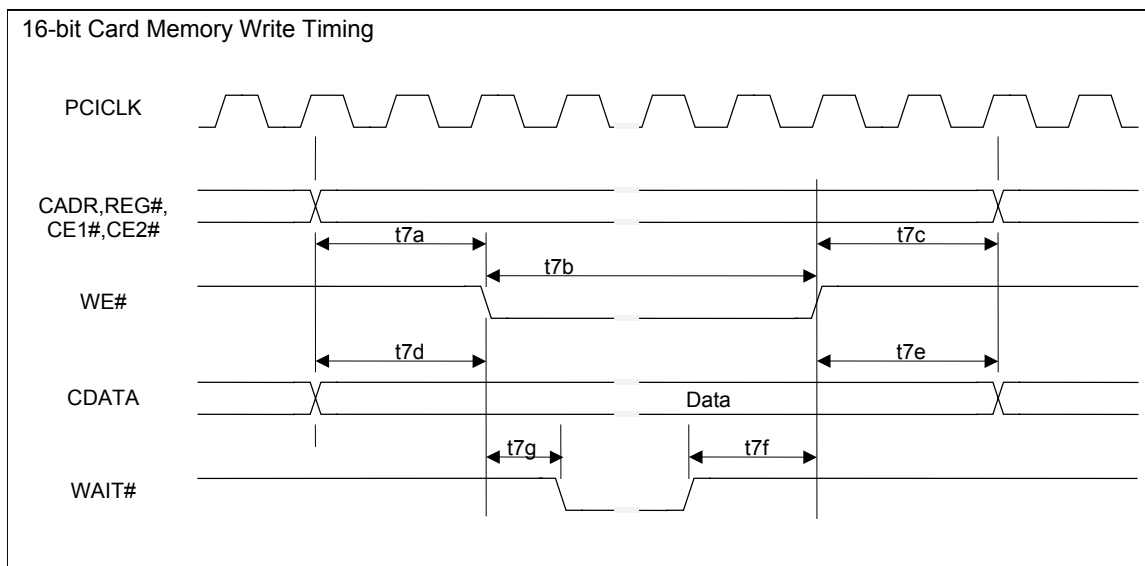 16-bit Card Memory Write Timing
PCICLK
CADR,REG#,
CE1#,CE2#
t7a
t7c
t7b
WE#
t7d
t7e
CDATA
Data
t7g
t7f
WAIT#